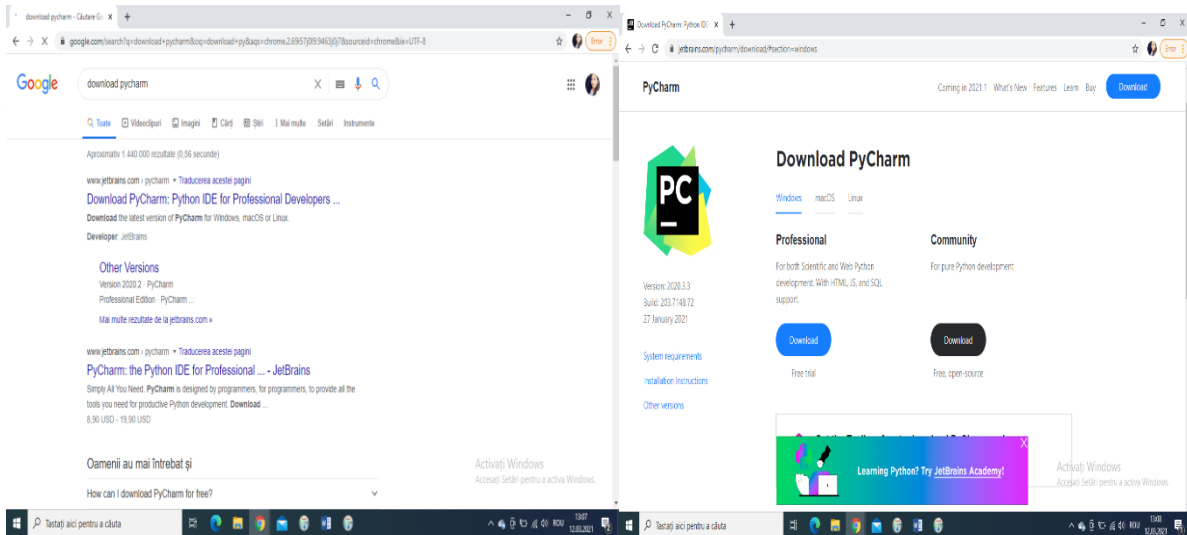 download pycharm - Căutare Go
google.com/search?q=download+pycharm&oq=download+py&aqs=chrome.2.69i57j0l9.9463j0j7&sourceid=chrome&ie=UTF-8
Error
Google
download pycharm
Toate Videoclipuri Imagini Cărți Știri Mai multe Setări Instrumente
Aproximativ 1.440.000 rezultate (0,56 secunde)
www.jetbrains.com › pycharm ▾ Traducerea acestei pagini
Download PyCharm: Python IDE for Professional Developers ...
Download the latest version of PyCharm for Windows, macOS or Linux.
Developer: JetBrains
Other Versions
Version 2020.2 · PyCharm
Professional Edition · PyCharm ...
Mai multe rezultate de la jetbrains.com »
www.jetbrains.com › pycharm ▾ Traducerea acestei pagini
PyCharm: the Python IDE for Professional ... - JetBrains
Simply All You Need. PyCharm is designed by programmers, for programmers, to provide all the
tools you need for productive Python development. Download ...
8,90 USD - 19,90 USD
Oamenii au mai întrebat și
How can I download PyCharm for free?
Activați Windows
Accesați Setări pentru a activa Windows.
Tastați aici pentru a căuta
ROU
13:07
12.03.2021
Download PyCharm: Python IDE
jetbrains.com/pycharm/download/#section=windows
Error
PyCharm
Coming in 2021.1 What's New Features Learn Buy Download
PC
Download PyCharm
Windows macOS Linux
Professional
For both Scientific and Web Python
development. With HTML, JS, and SQL
support.
Download
Free trial
Community
For pure Python development
Download
Free, open-source
Version: 2020.3.3
Build: 203.7148.72
27 January 2021
System requirements
Installation Instructions
Other versions
Learning Python? Try JetBrains Academy!
Activați Windows
Accesați Setări pentru a activa Windows.
Tastați aici pentru a căuta
ROU
13:08
12.03.2021